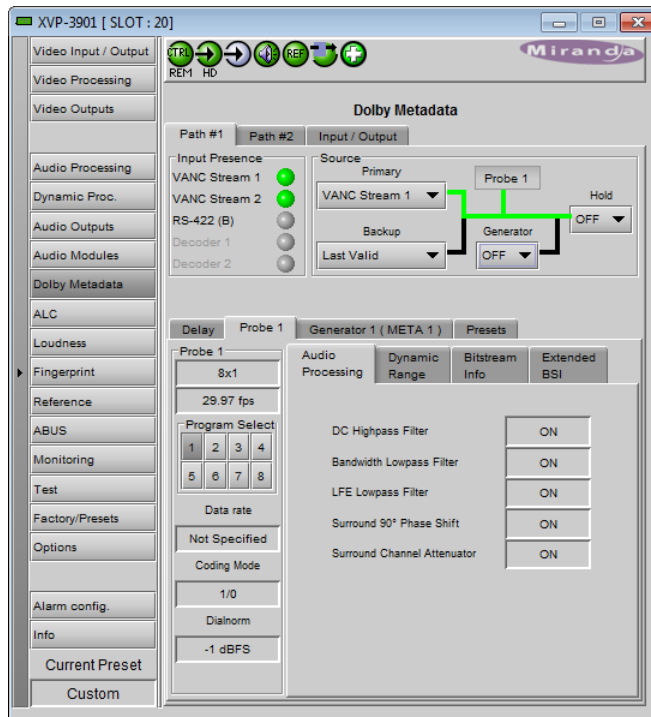 XVP-3901 [ SLOT : 20]
Video Input / Output
Video Processing
Video Outputs
Audio Processing
Dynamic Proc.
Audio Outputs
Audio Modules
Dolby Metadata
ALC
Loudness
Fingerprint
Reference
ABUS
Monitoring
Test
Factory/Presets
Options
Alarm config.
Info
Current Preset
Custom
CTRL
REF
REM HD
Miranda
Dolby Metadata
Path #1 Path #2 Input / Output
Input Presence
VANC Stream 1
VANC Stream 2
RS-422 (B)
Decoder 1
Decoder 2
Source
Primary
VANC Stream 1
Probe 1
Hold
OFF
Backup
Last Valid
Generator
OFF
Delay Probe 1 Generator 1 ( META 1 ) Presets
Probe 1
8x1
29.97 fps
Program Select
1 2 3 4
5 6 7 8
Data rate
Not Specified
Coding Mode
1/0
Dialnorm
-1 dBFS
Audio Processing
Dynamic Range
Bitstream Info
Extended BSI
DC Highpass Filter ON
Bandwidth Lowpass Filter ON
LFE Lowpass Filter ON
Surround 90° Phase Shift ON
Surround Channel Attenuator ON